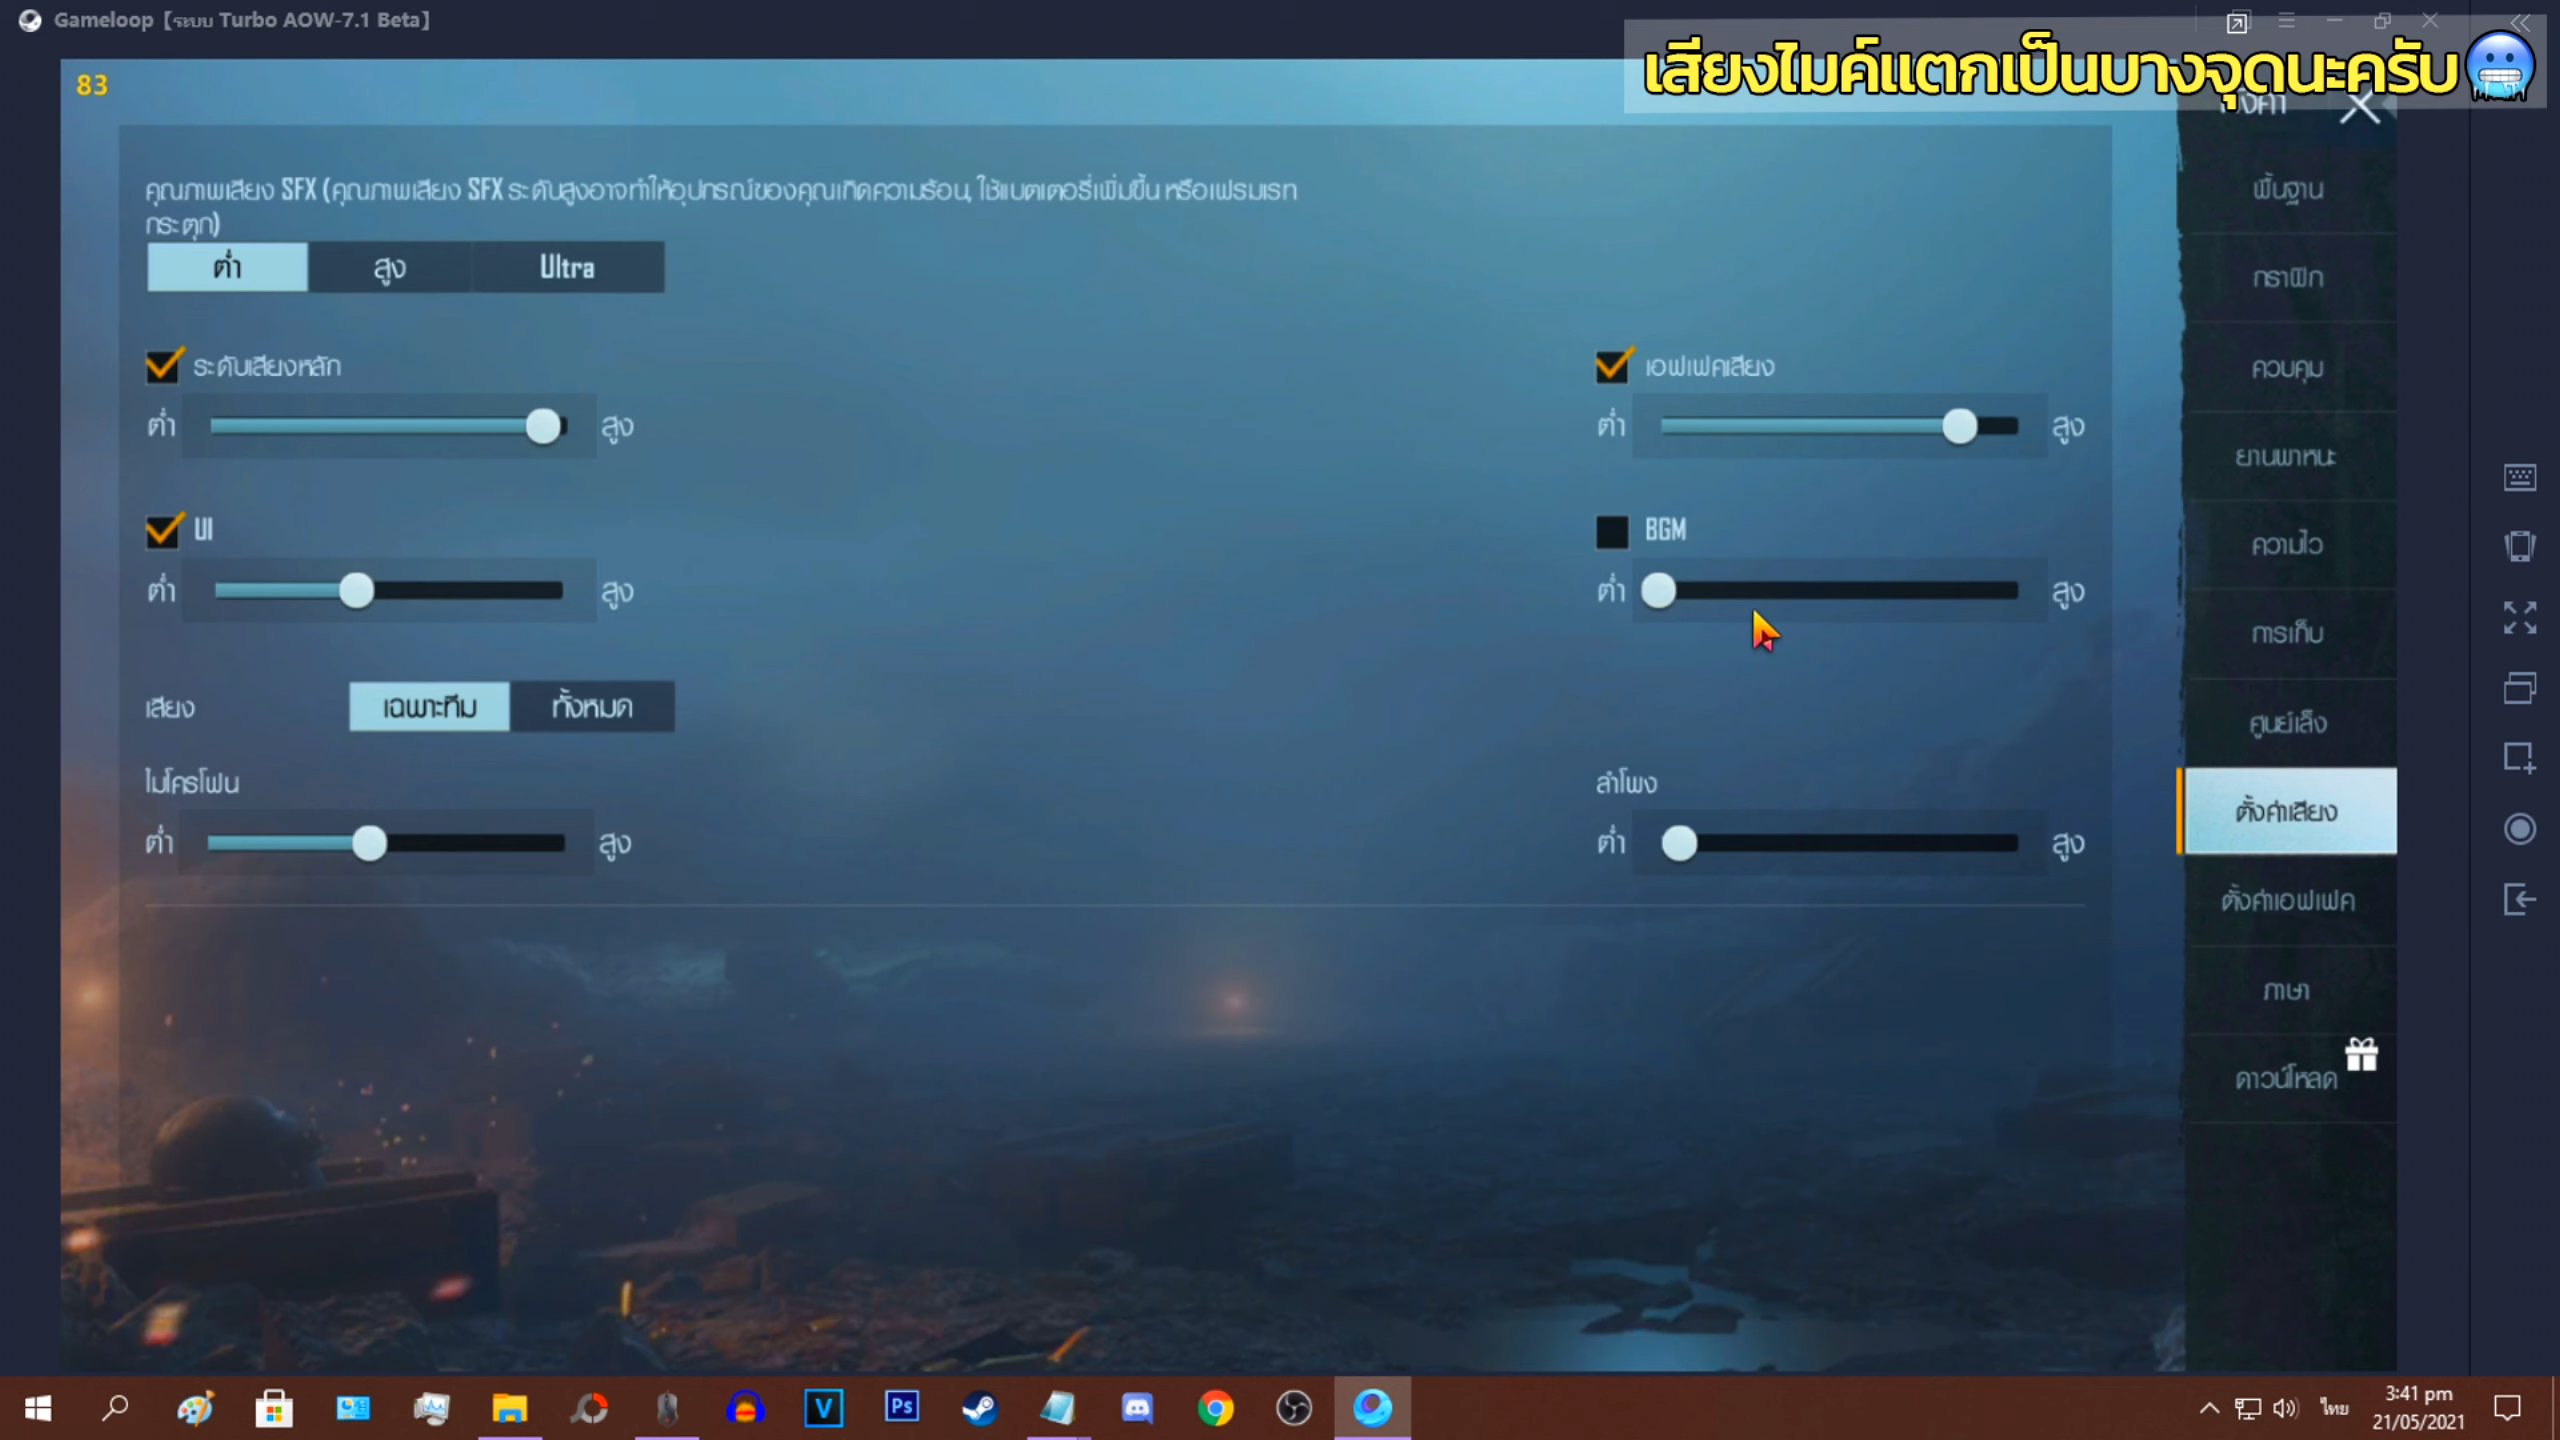 Gameloop【ระบบ Turbo AOW-7.1 Beta】
เสียงไมค์แตกเป็นบางจุดนะครับ🥶
83
คุณภาพเสียง SFX (คุณภาพเสียง SFX ระดับสูงอาจทำให้อุปกรณ์ของคุณเกิดความร้อน, ใช้แบตเตอรี่เพิ่มขึ้น หรือเฟรมเรท
กระตุก)
ต่ำ สูง Ultra
ระดับเสียงหลัก
ต่ำ สูง
เอฟเฟคเสียง
ต่ำ สูง
UI
ต่ำ สูง
BGM
ต่ำ สูง
เสียง เฉพาะทีม ทั้งหมด
ไมโครโฟน
ต่ำ สูง
ลำโพง
ต่ำ สูง
พื้นฐาน
กราฟิก
ควบคุม
ยานพาหนะ
ความไว
การเก็บ
ศูนย์เล็ง
ตั้งค่าเสียง
ตั้งค่าเอฟเฟค
ภาษา
ดาวน์โหลด
V Ps
ไทย
3:41 pm
21/05/2021